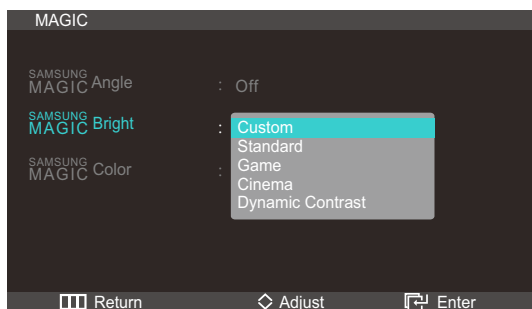 MAGIC
SAMSUNG MAGIC Angle : Off
SAMSUNG MAGIC Bright : Custom
Standard
Game
SAMSUNG MAGIC Color :
Cinema
Dynamic Contrast
Return Adjust Enter